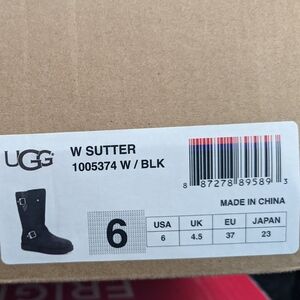 UGG
W SUTTER
1005374 W / BLK
8 87278 89589 3
MADE IN CHINA
6
USA UK EU JAPAN
6 4.5 37 23